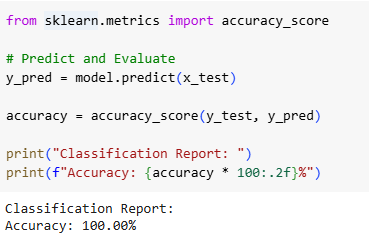 from sklearn.metrics import accuracy_score
# Predict and Evaluate
y_pred = model.predict(x_test)
accuracy = accuracy_score(y_test, y_pred)
print("Classification Report: ")
print(f"Accuracy: {accuracy * 100:.2f}%")
Classification Report:
Accuracy: 100.00%